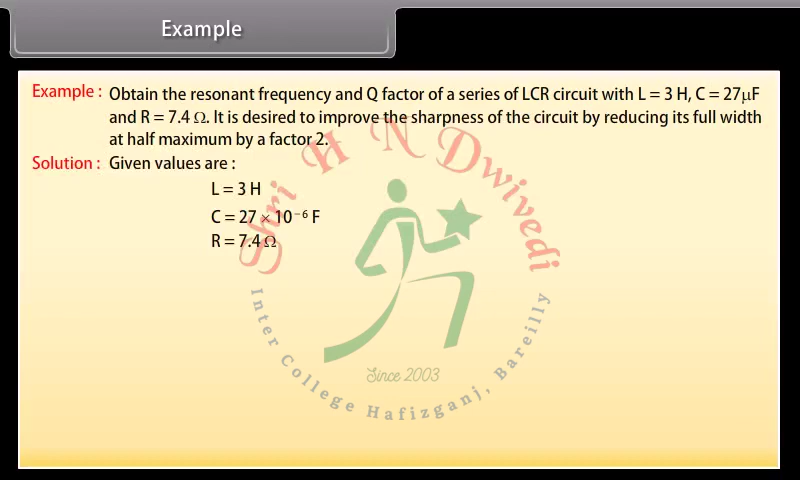 Example
Example : Obtain the resonant frequency and Q factor of a series of LCR circuit with L = 3 H, C = 27μF
and R = 7.4 Ω. It is desired to improve the sharpness of the circuit by reducing its full width
at half maximum by a factor 2.
Solution : Given values are :
L = 3 H
C = 27 × 10⁻⁶ F
R = 7.4 Ω
Shri H N Dwivedi
Since 2003
Inter College Hafizganj, Bareilly